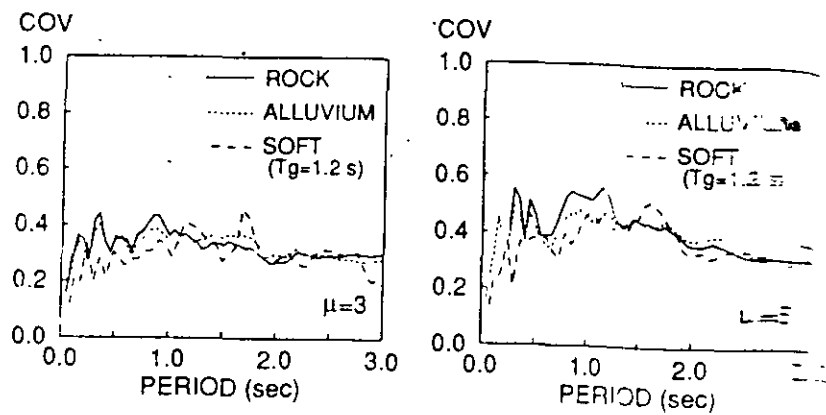 COV
1.0
0.8
0.6
0.4
0.2
0.0
ROCK
ALLUVIUM
SOFT
(Tg=1.2 s)
μ=3
0.0 1.0 2.0 3.0
PERIOD (sec)
COV
1.0
0.8
0.6
0.4
0.2
0.0
ROCK
SOFT
0.0 1.0 2.0
PERIOD (sec)